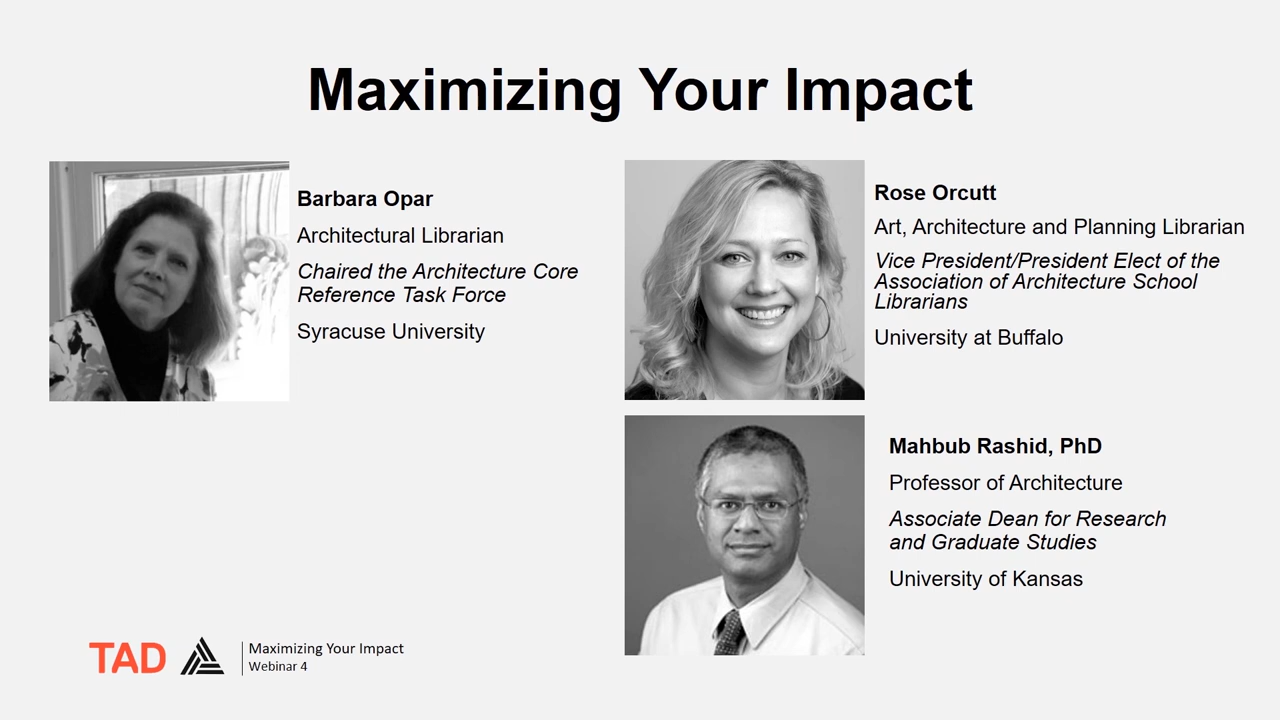 Maximizing Your Impact
Barbara Opar
Architectural Librarian
Chaired the Architecture Core
Reference Task Force
Syracuse University
Rose Orcutt
Art, Architecture and Planning Librarian
Vice President/President Elect of the
Association of Architecture School
Librarians
University at Buffalo
Mahbub Rashid, PhD
Professor of Architecture
Associate Dean for Research
and Graduate Studies
University of Kansas
TAD
Maximizing Your Impact
Webinar 4